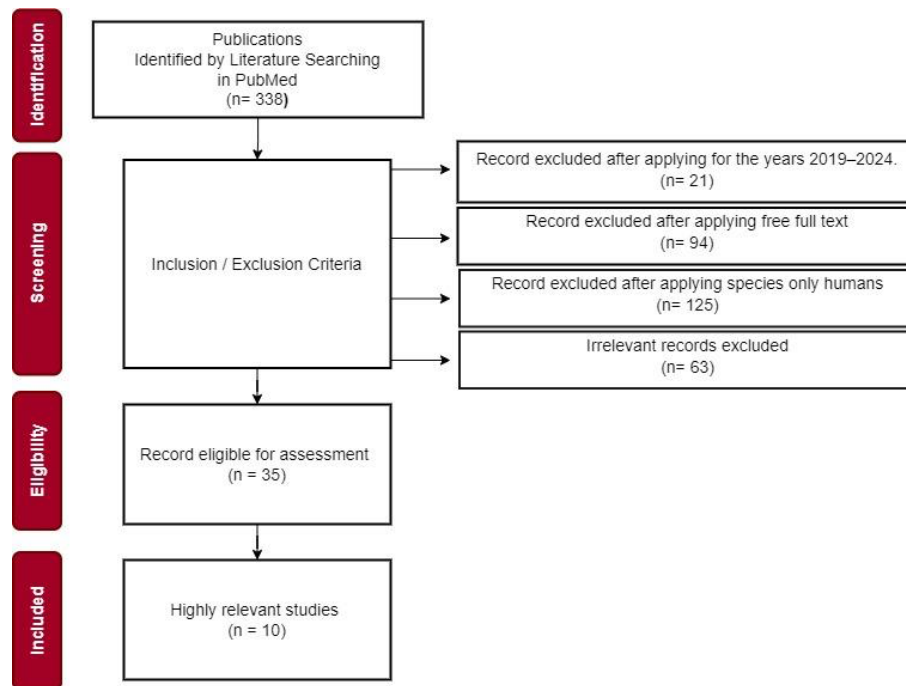 Identification
Publications
Identified by Literature Searching
in PubMed
(n= 338)
Screening
Inclusion / Exclusion Criteria
Record excluded after applying for the years 2019–2024.
(n= 21)
Record excluded after applying free full text
(n= 94)
Record excluded after applying species only humans
(n= 125)
Irrelevant records excluded
(n= 63)
Eligibility
Record eligible for assessment
(n = 35)
Included
Highly relevant studies
(n = 10)